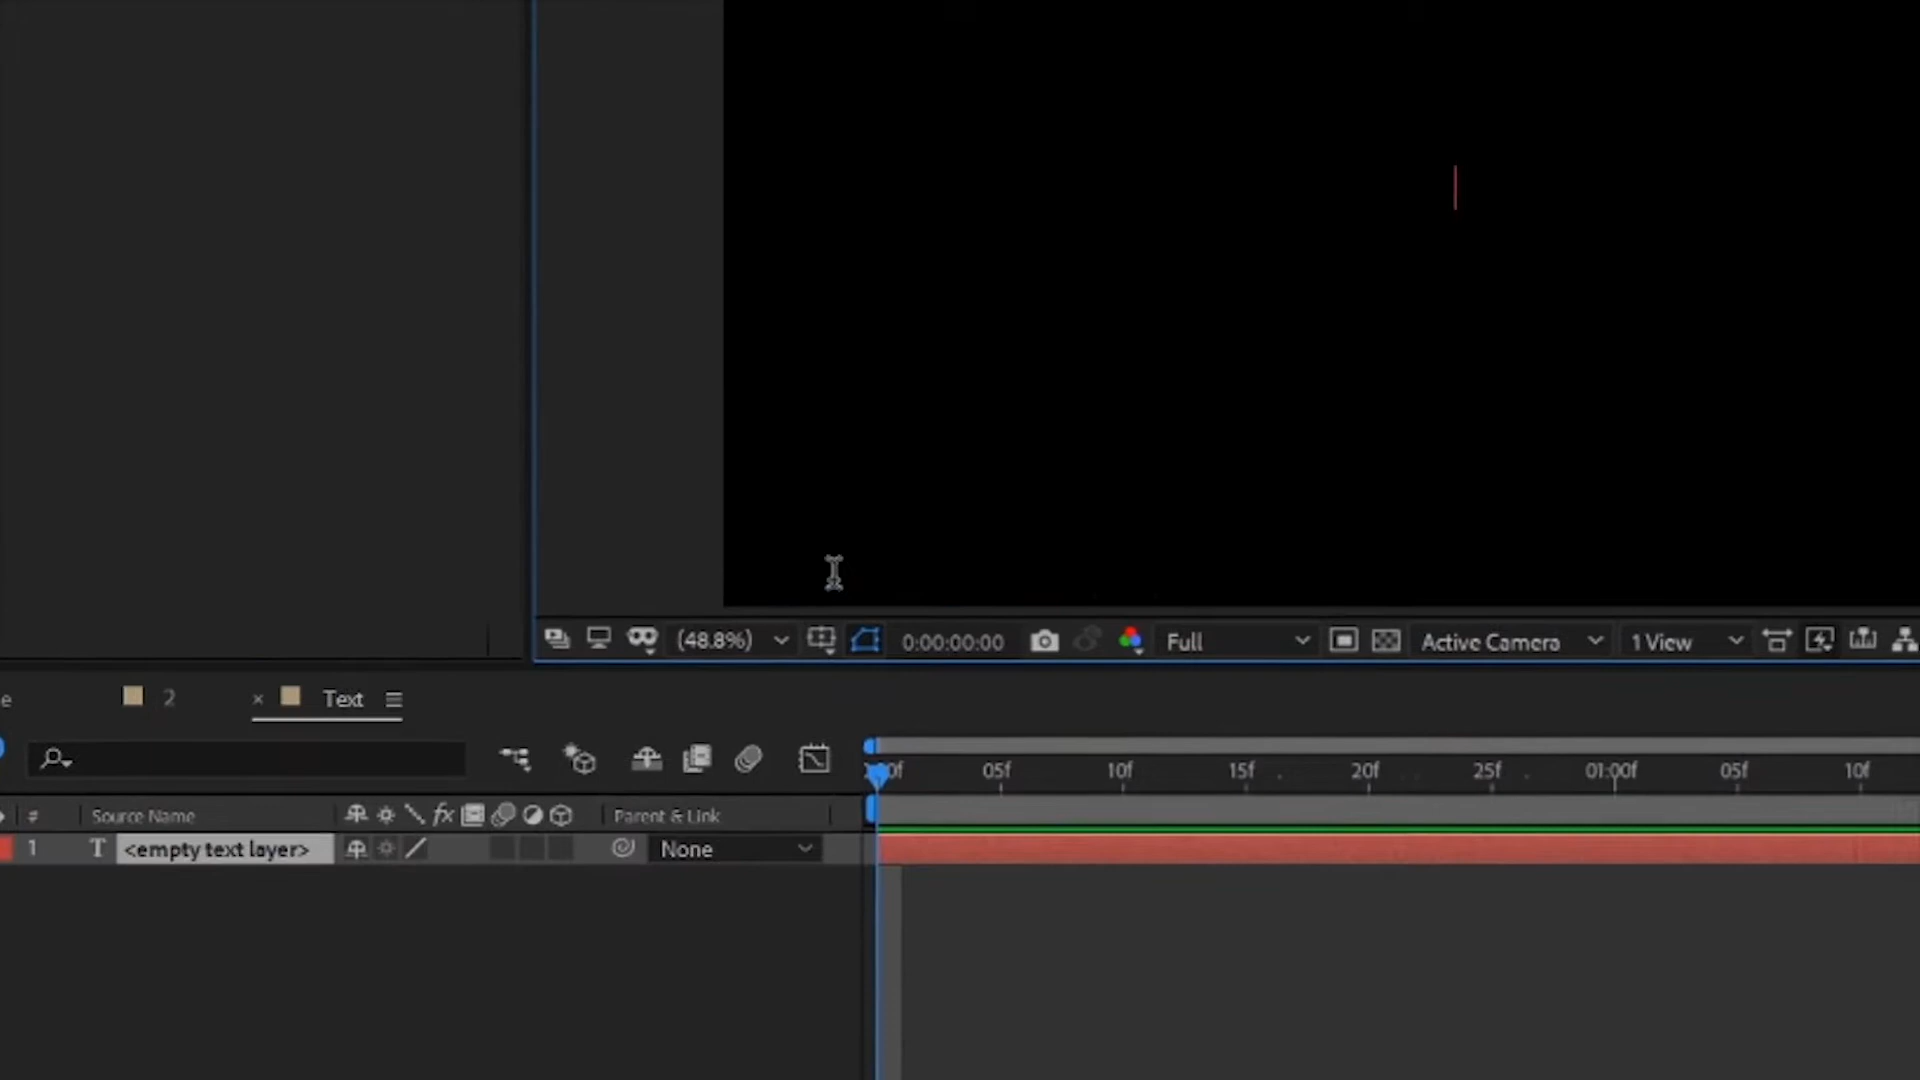 (48.8%) 0:00:00:00 Full Active Camera 1 View
e 2 × Text
05f 10f 15f 20f 25f 01:00f 05f 10f
# Source Name fx Parent & Link
1 T <empty text layer> None